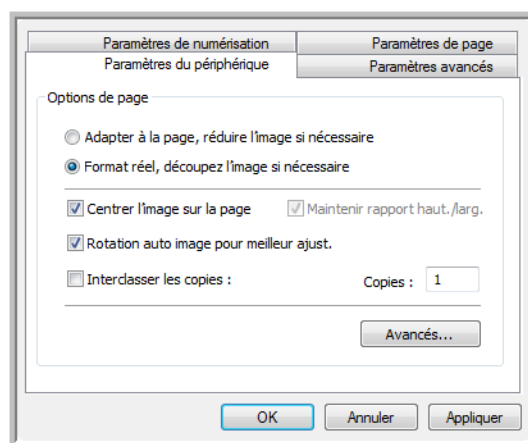 Paramètres de numérisation Paramètres de page
Paramètres du périphérique Paramètres avancés
Options de page
Adapter à la page, réduire l'image si nécessaire
Format réel, découpez l'image si nécessaire
Centrer l'image sur la page Maintenir rapport haut./larg.
Rotation auto image pour meilleur ajust.
Interclasser les copies : Copies : 1
Avancés...
OK Annuler Appliquer